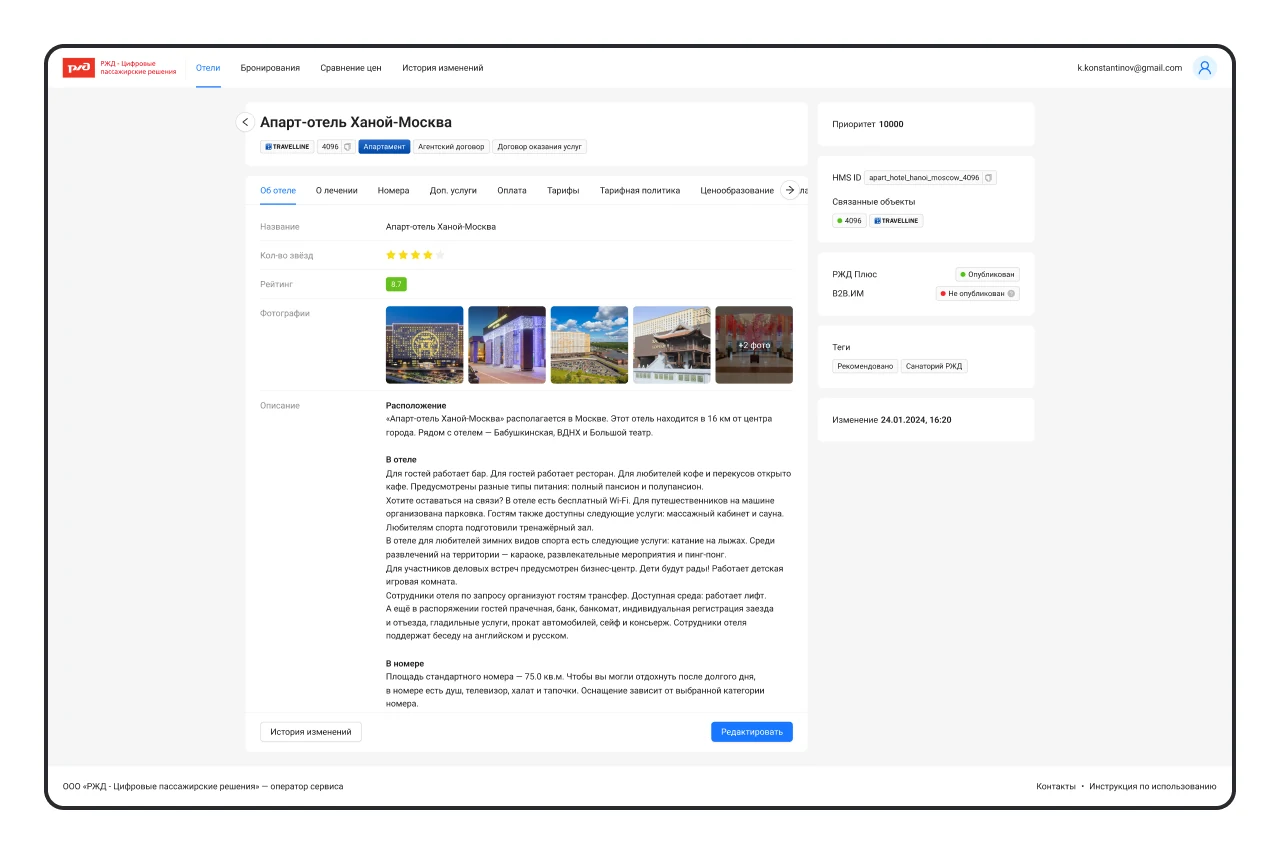 РЖД - Цифровые
пассажирские решения
Отели
Бронирования
Сравнение цен
История изменений
k.konstantinov@gmail.com
Апарт-отель Ханой-Москва
TRAVELLINE
4096
Апартамент
Агентский договор
Договор оказания услуг
Об отеле
О лечении
Номера
Доп. услуги
Оплата
Тарифы
Тарифная политика
Ценообразование
Название
Апарт-отель Ханой-Москва
Кол-во звёзд
Рейтинг
8.7
Фотографии
+2 фото
Описание
Расположение
«Апарт-отель Ханой-Москва» располагается в Москве. Этот отель находится в 16 км от центра
города. Рядом с отелем — Бабушкинская, ВДНХ и Большой театр.
В отеле
Для гостей работает бар. Для гостей работает ресторан. Для любителей кофе и перекусов открыто
кафе. Предусмотрены разные типы питания: полный пансион и полупансион.
Хотите оставаться на связи? В отеле есть бесплатный Wi-Fi. Для путешественников на машине
организована парковка. Гостям также доступны следующие услуги: массажный кабинет и сауна.
Любителям спорта подготовили тренажёрный зал.
В отеле для любителей зимних видов спорта есть следующие услуги: катание на лыжах. Среди
развлечений на территории — караоке, развлекательные мероприятия и пинг-понг.
Для участников деловых встреч предусмотрен бизнес-центр. Дети будут рады! Работает детская
игровая комната.
Сотрудники отеля по запросу организуют гостям трансфер. Доступная среда: работает лифт.
А ещё в распоряжении гостей прачечная, банк, банкомат, индивидуальная регистрация заезда
и отъезда, гладильные услуги, прокат автомобилей, сейф и консьерж. Сотрудники отеля
поддержат беседу на английском и русском.
В номере
Площадь стандартного номера — 75.0 кв.м. Чтобы вы могли отдохнуть после долгого дня,
в номере есть душ, телевизор, халат и тапочки. Оснащение зависит от выбранной категории
номера.
История изменений
Редактировать
Приоритет 10000
HMS ID apart_hotel_hanoi_moscow_4096
Связанные объекты
4096
TRAVELLINE
РЖД Плюс
Опубликован
B2B.ИМ
Не опубликован
Теги
Рекомендовано
Санаторий РЖД
Изменение 24.01.2024, 16:20
ООО «РЖД - Цифровые пассажирские решения» — оператор сервиса
Контакты • Инструкция по использованию